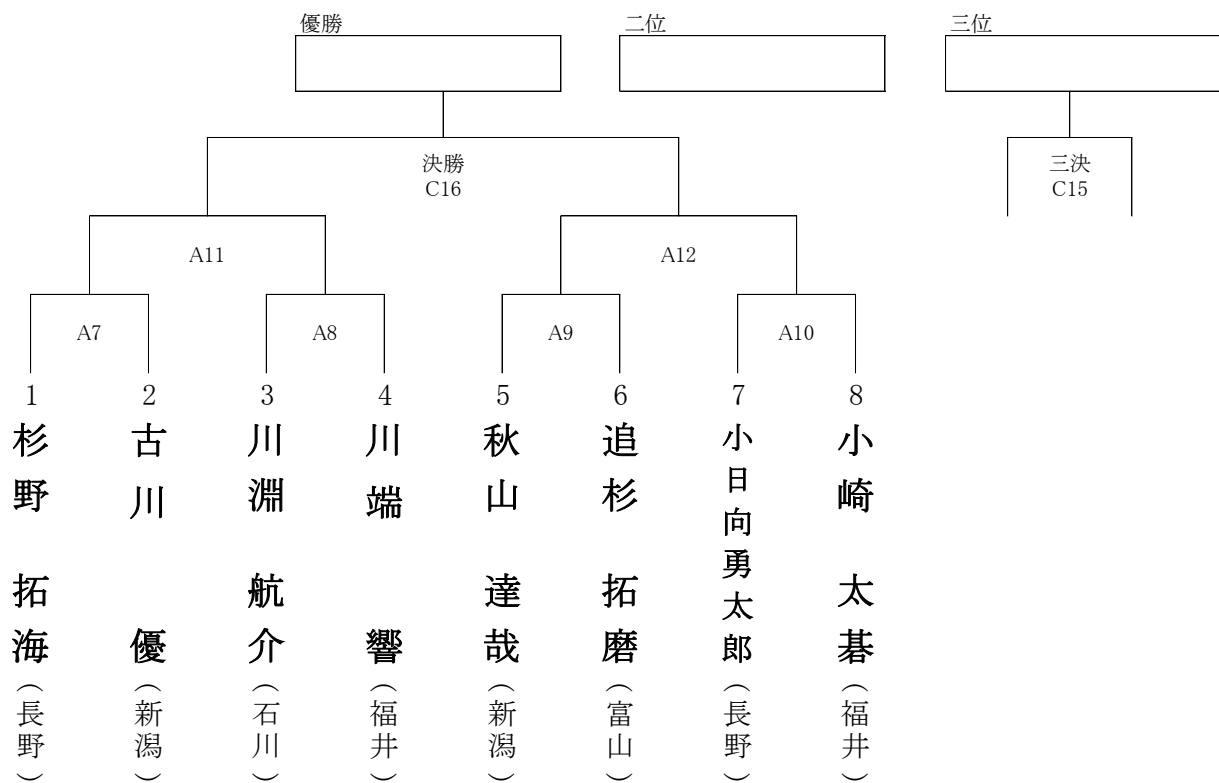 優勝
二位
三位
決勝
C16
三決
C15
A11
A12
A7
A8
A9
A10
1
杉野 拓海
(長野)
2
古川 優
(新潟)
3
川淵 航介
(石川)
4
川端 響
(福井)
5
秋山 達哉
(新潟)
6
追杉 拓磨
(富山)
7
小日向勇太郎
(長野)
8
小崎 太碁
(福井)